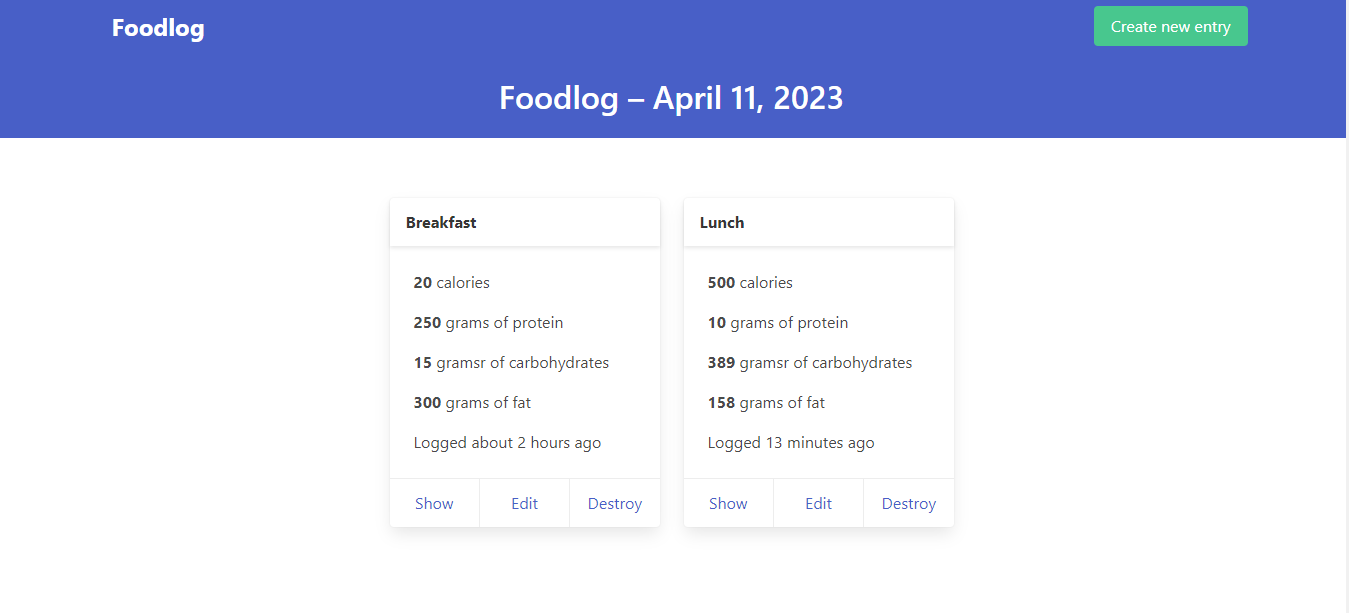 Foodlog
Create new entry
Foodlog – April 11, 2023
Breakfast
20 calories
250 grams of protein
15 gramsr of carbohydrates
300 grams of fat
Logged about 2 hours ago
Show Edit Destroy
Lunch
500 calories
10 grams of protein
389 gramsr of carbohydrates
158 grams of fat
Logged 13 minutes ago
Show Edit Destroy